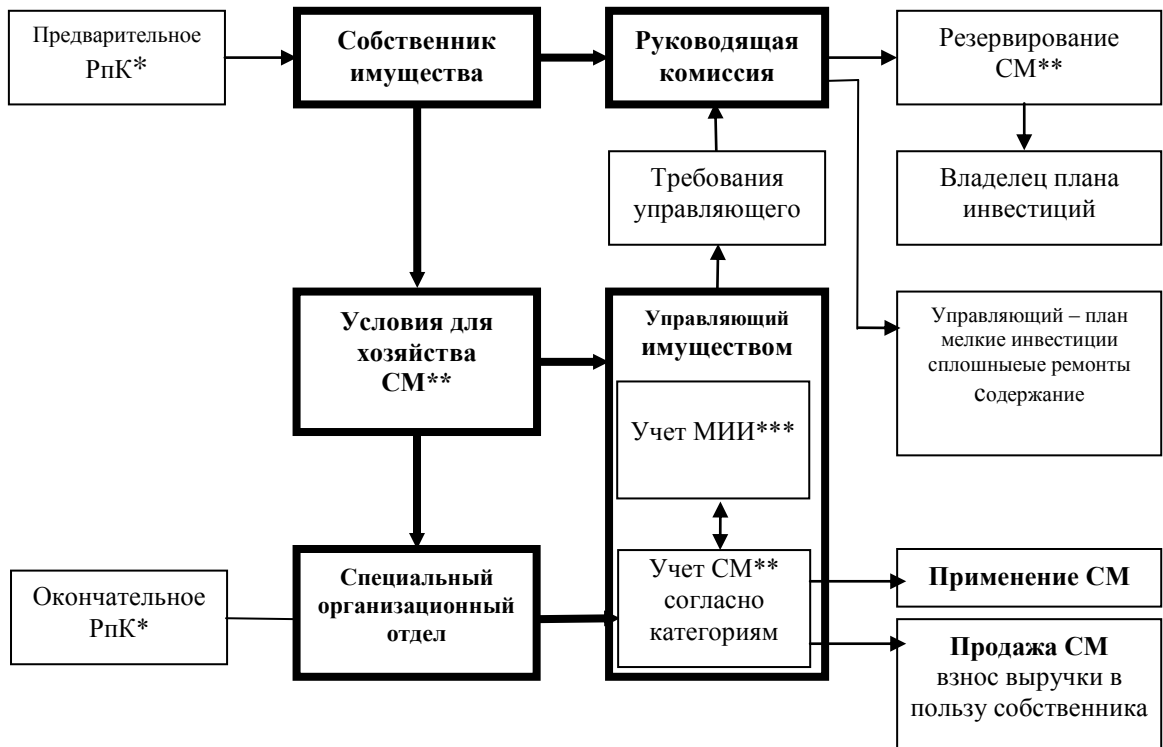 Предварительное
РпК*
Собственник
имущества
Руководящая
комиссия
Резервирование
СМ**
Требования
управляющего
Владелец плана
инвестиций
Условия для
хозяйства
СМ**
Управляющий
имуществом
Управляющий – план
мелкие инвестиции
сплошныеые ремонты
содержание
Учет МИИ***
Окончательное
РпК*
Специальный
организационный
отдел
Учет СМ**
согласно
категориям
Применение СМ
Продажа СМ
взнос выручки в
пользу собственника